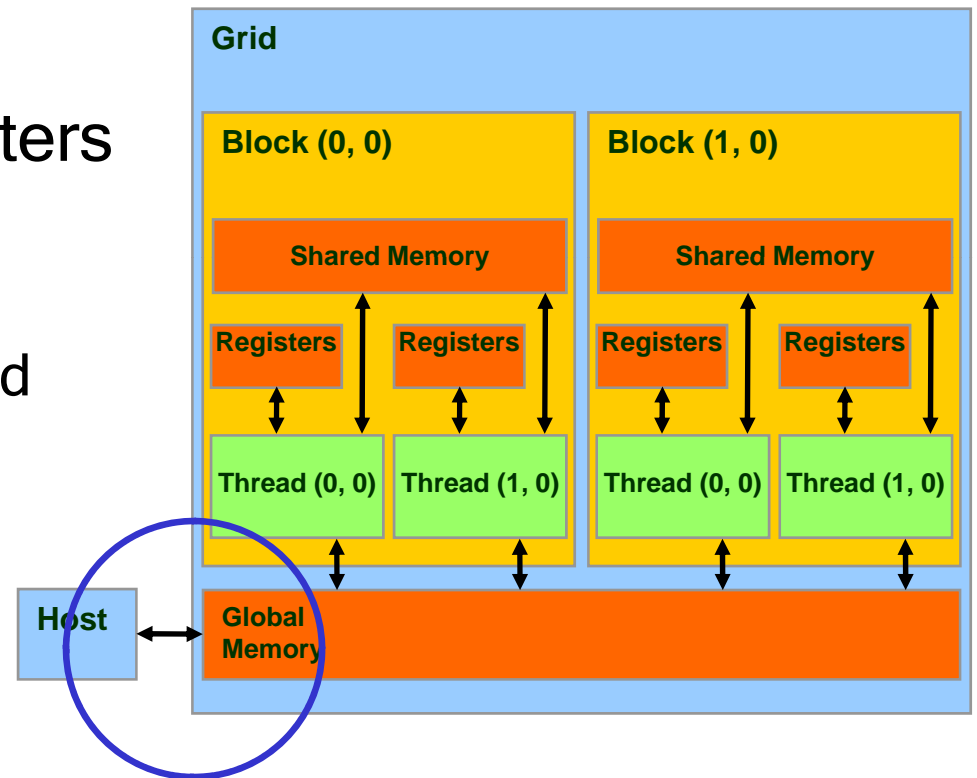 Grid
ters
Block (0, 0)
Block (1, 0)
Shared Memory
Shared Memory
Registers
Registers
Registers
Registers
d
Thread (0, 0)
Thread (1, 0)
Thread (0, 0)
Thread (1, 0)
Host
Global
Memory